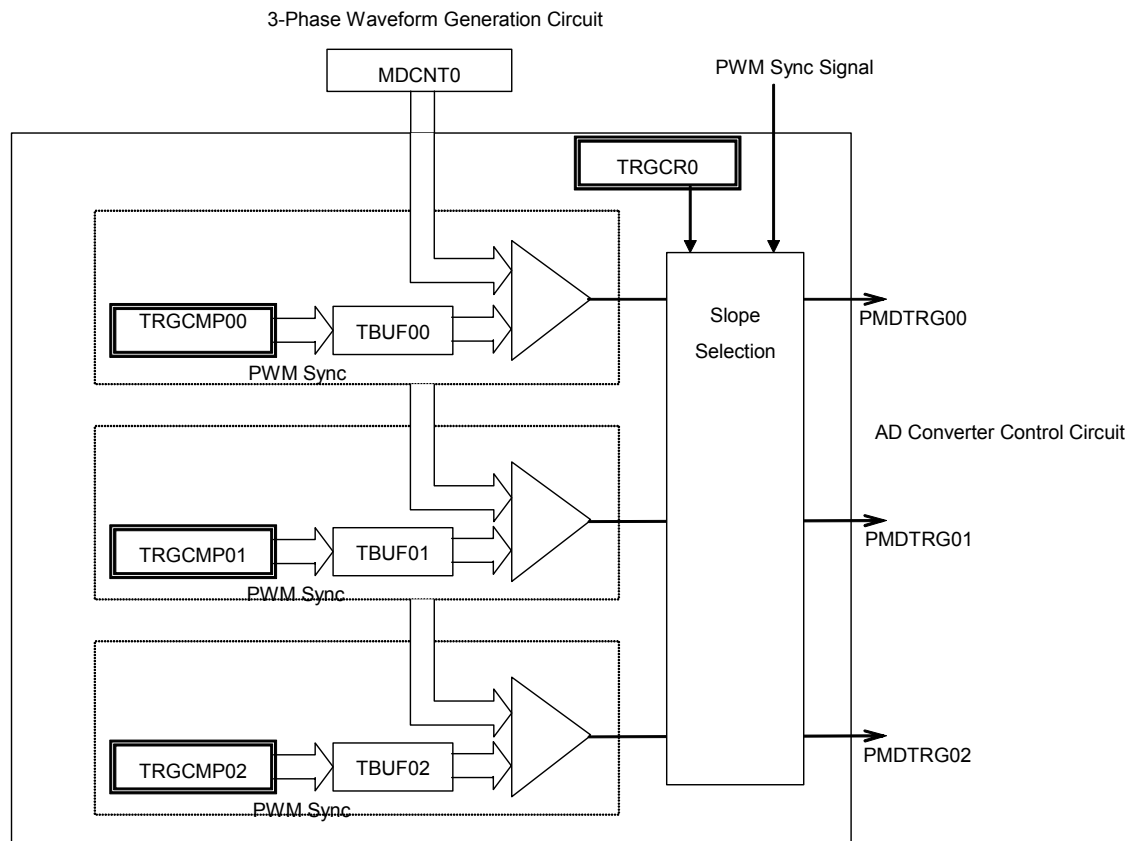 3-Phase Waveform Generation Circuit
MDCNT0
PWM Sync Signal
TRGCR0
TRGCMP00
TBUF00
PWM Sync
Slope
Selection
PMDTRG00
AD Converter Control Circuit
TRGCMP01
TBUF01
PWM Sync
PMDTRG01
TRGCMP02
TBUF02
PWM Sync
PMDTRG02